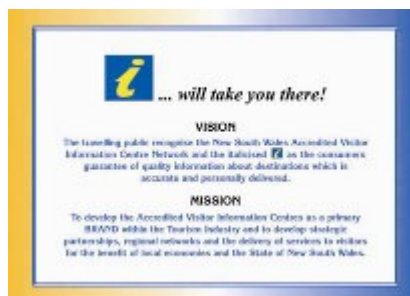 i ... will take you there!
VISION
The travelling public recognise the New South Wales Accredited Visitor
Information Centre Network and the italicised i as the consumers
guarantee of quality information about destinations which is
accurate and personally delivered.
MISSION
To develop the Accredited Visitor Information Centres as a primary
BRAND within the Tourism Industry and to develop strategic
partnerships, regional networks and the delivery of services to visitors
for the benefit of local economies and the State of New South Wales.